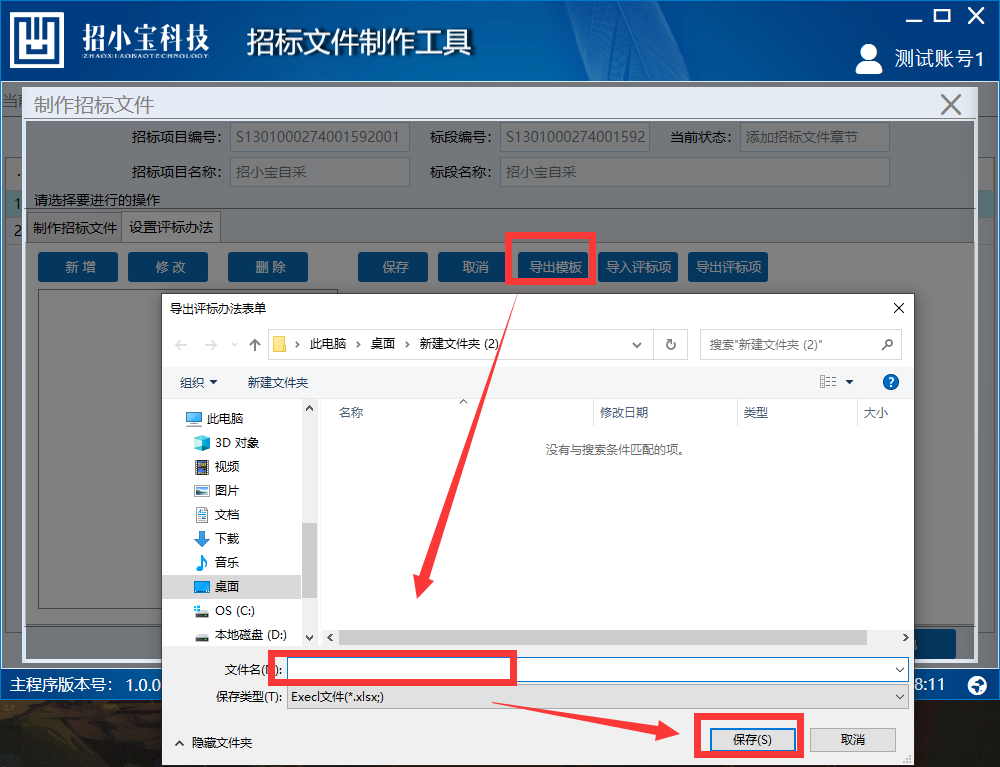 招小宝科技
ZHAOXIAOBAOTECHNOLOGY
招标文件制作工具
测试账号1
制作招标文件
招标项目编号: S1301000274001592001 标段编号: S1301000274001592 当前状态: 添加招标文件章节
招标项目名称: 招小宝自采 标段名称: 招小宝自采
请选择要进行的操作
1
2
制作招标文件 设置评标办法
新 增 修 改 删 除 保存 取消 导出模板 导入评标项 导出评标项
导出评标办法表单
此电脑 › 桌面 › 新建文件夹 (2)
搜索"新建文件夹 (2)"
组织 新建文件夹
名称 修改日期 类型 大小
没有与搜索条件匹配的项。
此电脑
3D 对象
视频
图片
文档
下载
音乐
桌面
OS (C:)
本地磁盘 (D:)
文件名(N):
保存类型(T): Execl文件(*.xlsx;)
隐藏文件夹
保存(S) 取消
主程序版本号: 1.0.0
8:11